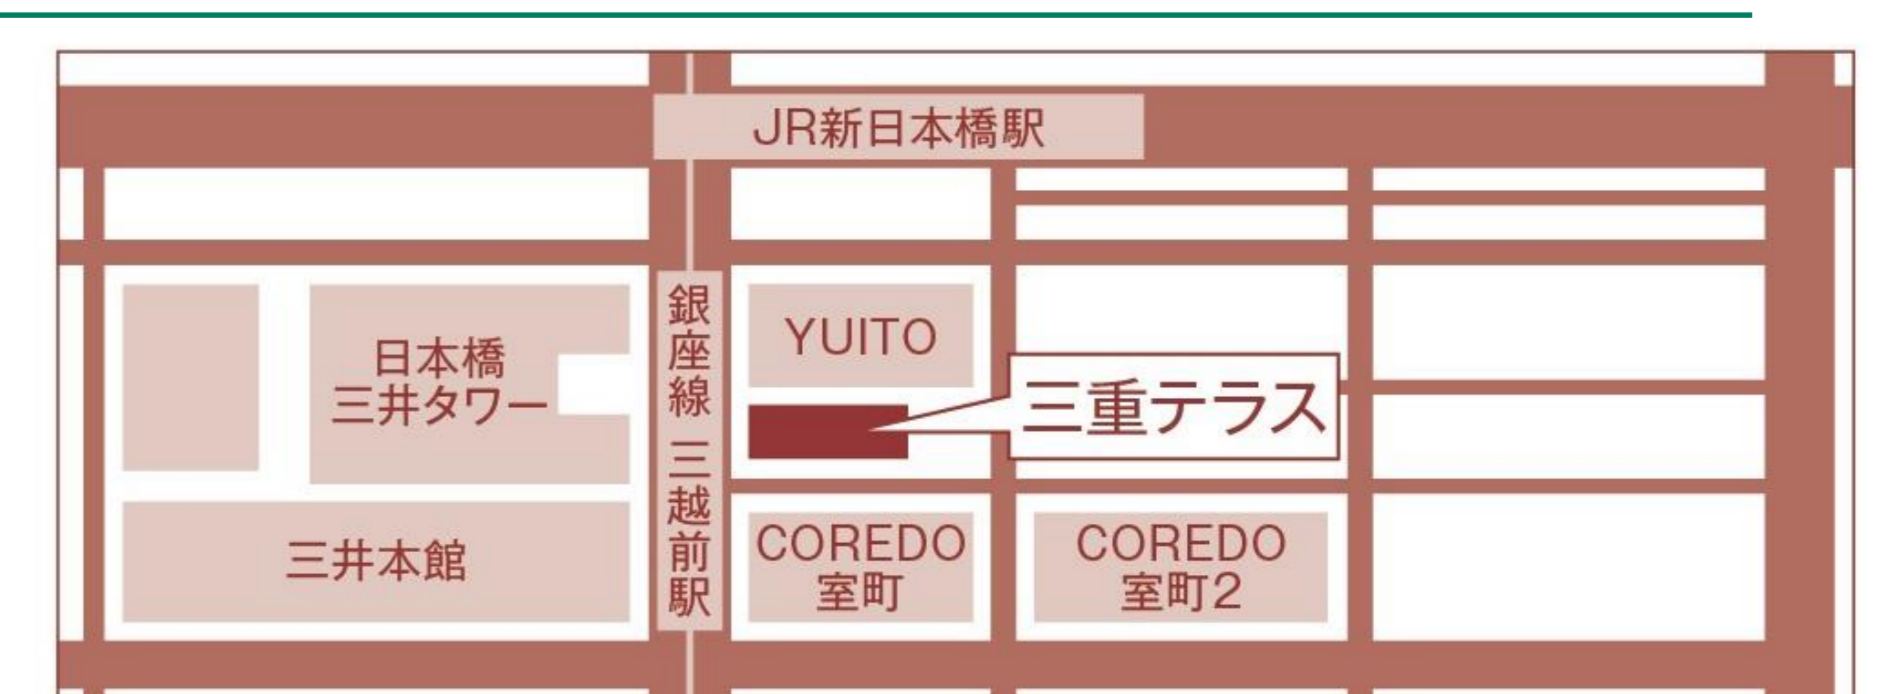 JR新日本橋駅
銀座線 三越前駅
日本橋
三井タワー
YUITO
三重テラス
三井本館
COREDO
室町
COREDO
室町2